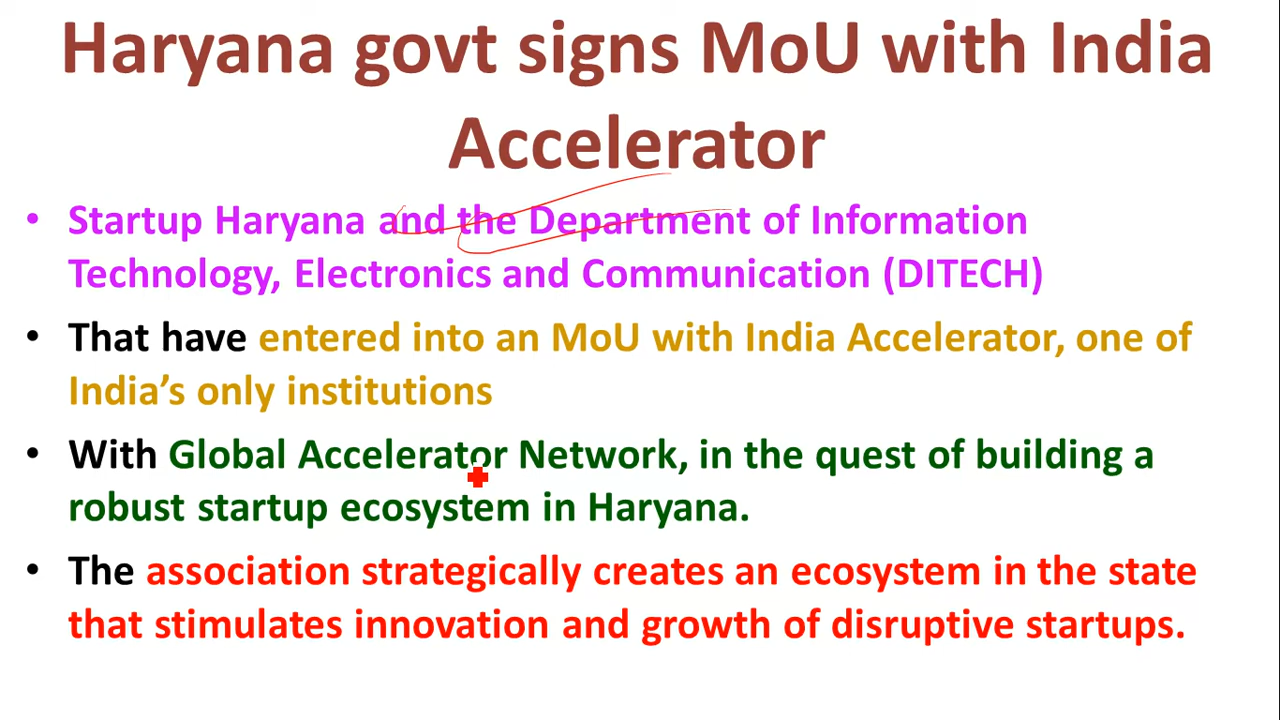 Haryana govt signs MoU with India
Accelerator
• Startup Haryana and the Department of Information
Technology, Electronics and Communication (DITECH)
• That have entered into an MoU with India Accelerator, one of
India’s only institutions
• With Global Accelerator Network, in the quest of building a
robust startup ecosystem in Haryana.
• The association strategically creates an ecosystem in the state
that stimulates innovation and growth of disruptive startups.